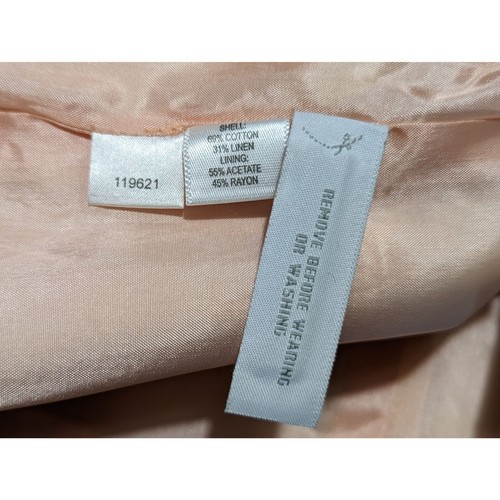 119621
SHELL:
69% COTTON
31% LINEN
LINING:
55% ACETATE
45% RAYON
REMOVE BEFORE WEARING
OR WASHING